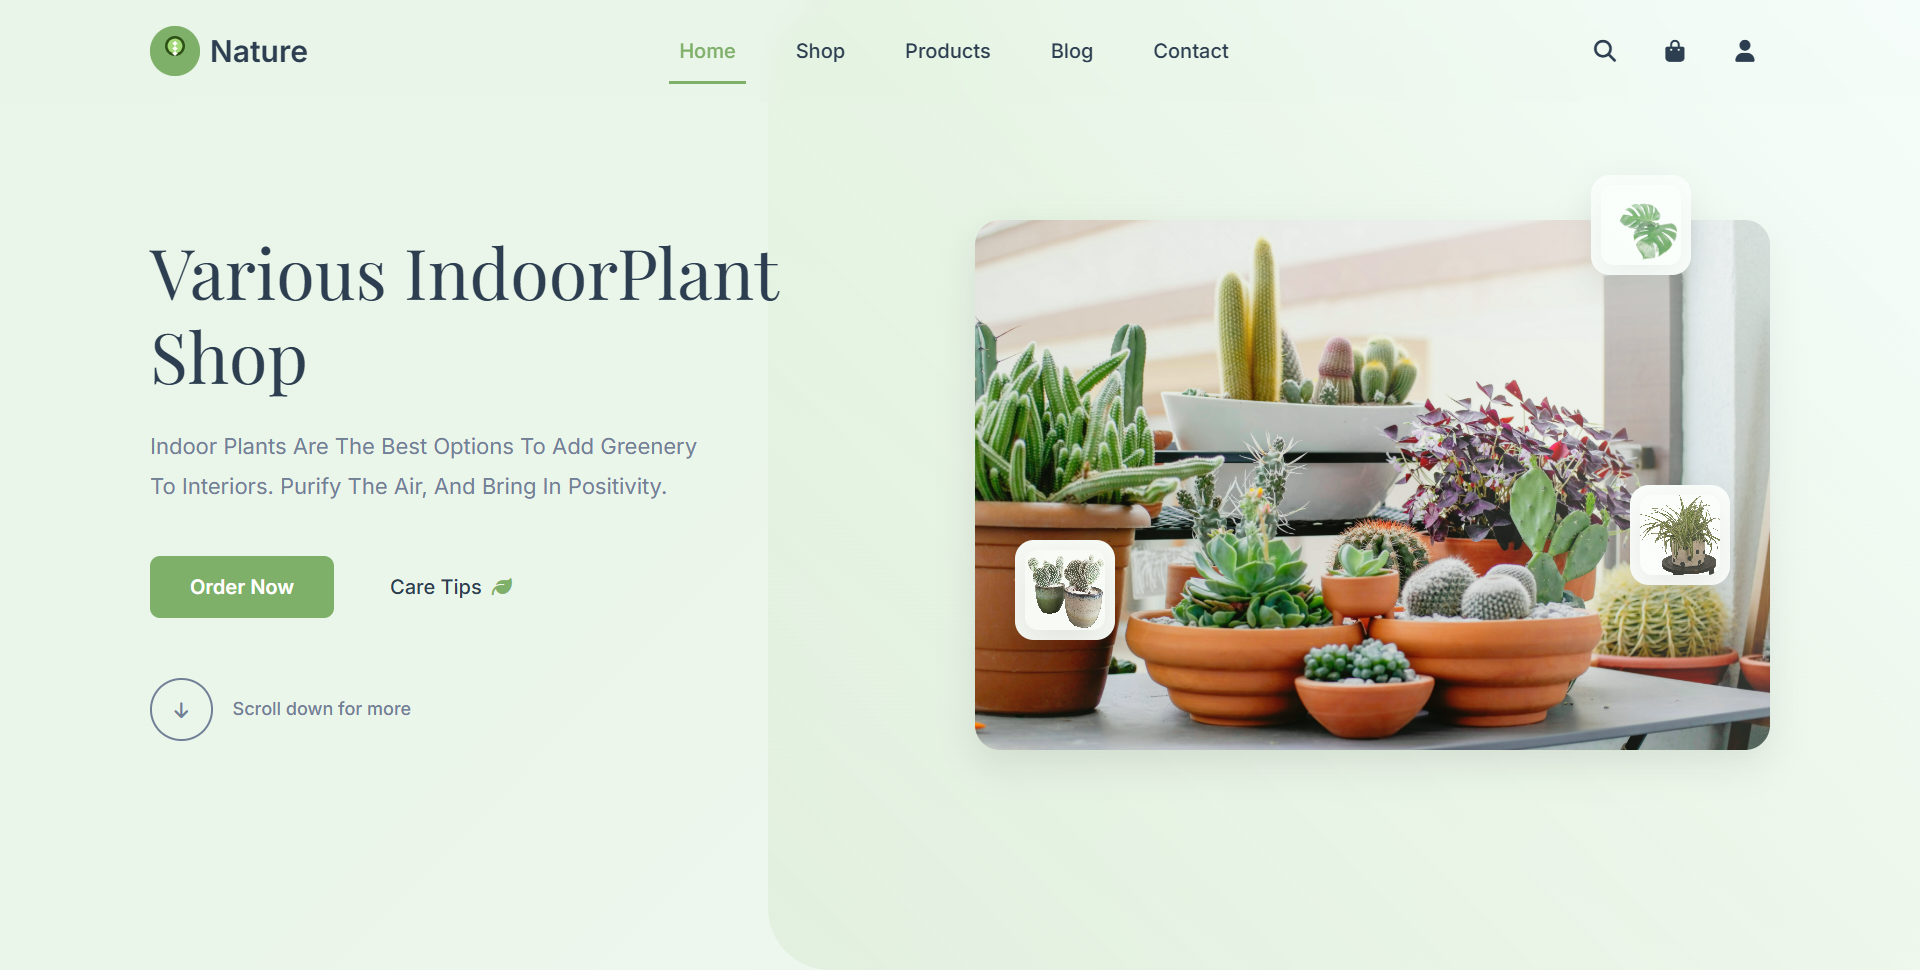 Nature
Home
Shop
Products
Blog
Contact
Various IndoorPlant
Shop
Indoor Plants Are The Best Options To Add Greenery
To Interiors. Purify The Air, And Bring In Positivity.
Order Now
Care Tips
Scroll down for more